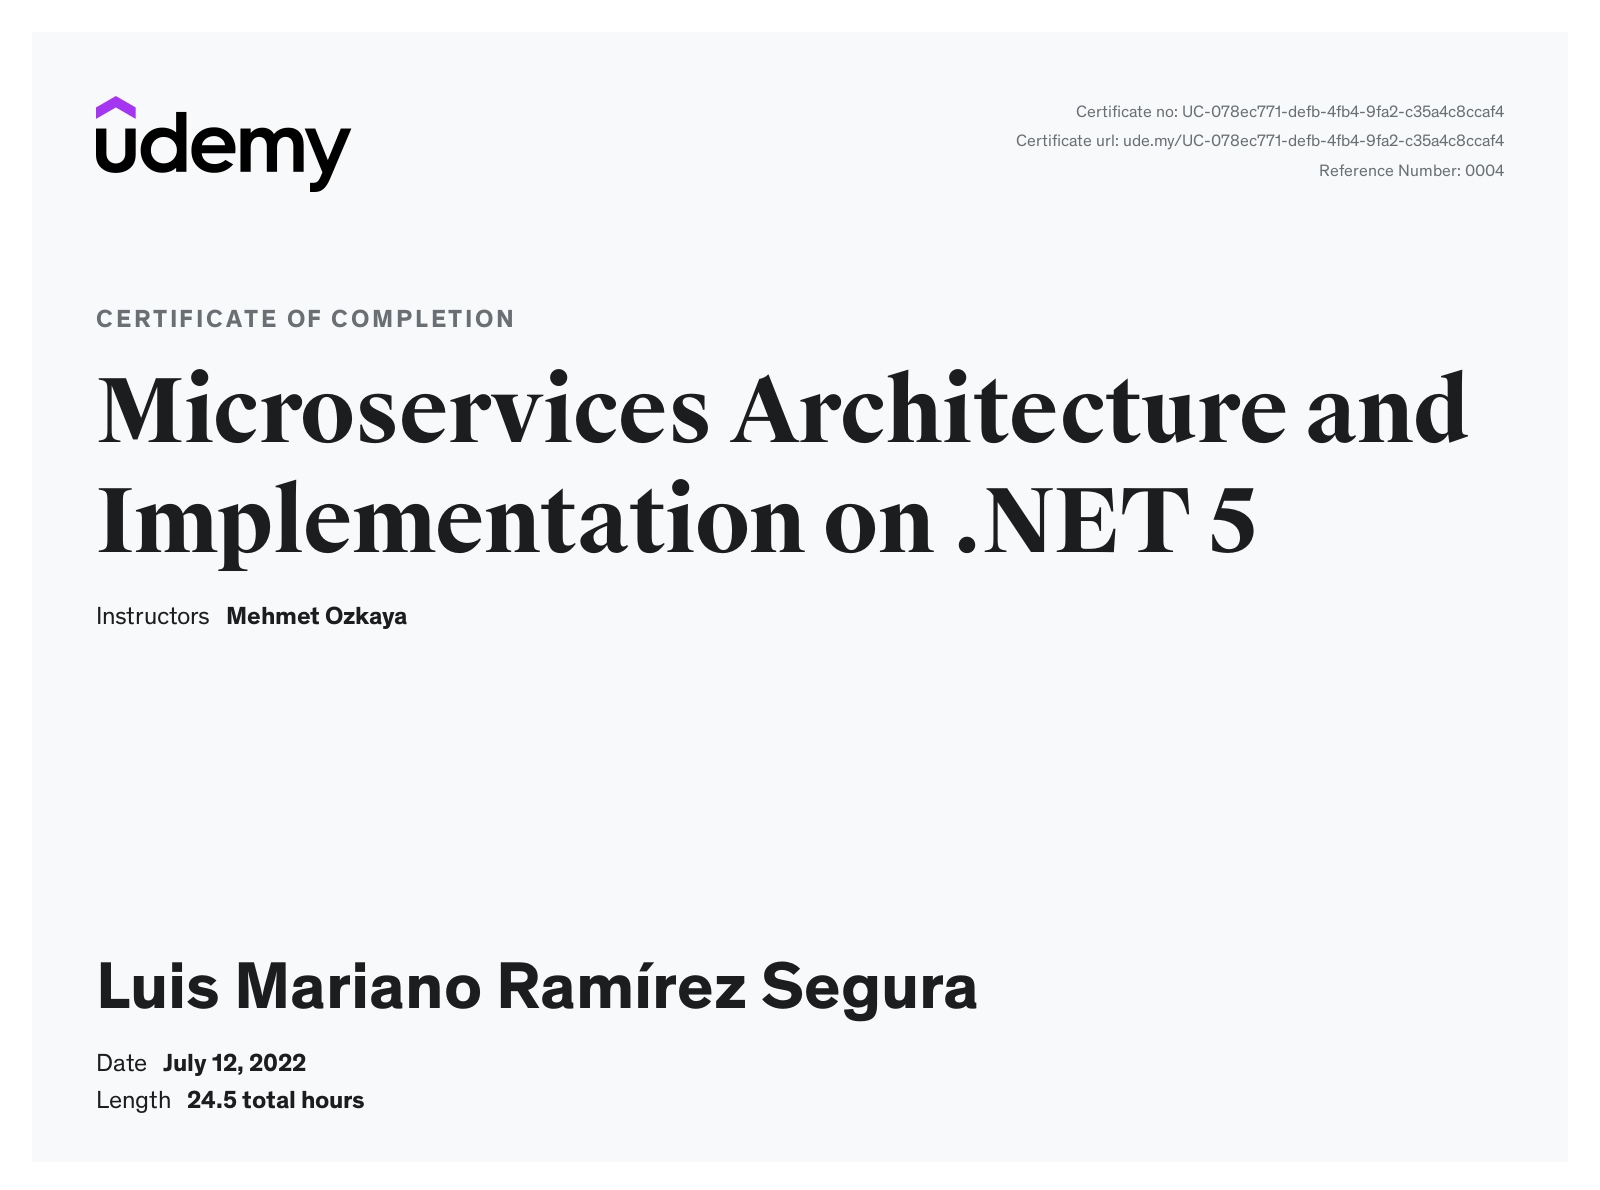 udemy
Certificate no: UC-078ec771-defb-4fb4-9fa2-c35a4c8ccaf4
Certificate url: ude.my/UC-078ec771-defb-4fb4-9fa2-c35a4c8ccaf4
Reference Number: 0004
CERTIFICATE OF COMPLETION
Microservices Architecture and
Implementation on .NET 5
Instructors Mehmet Ozkaya
Luis Mariano Ramírez Segura
Date July 12, 2022
Length 24.5 total hours